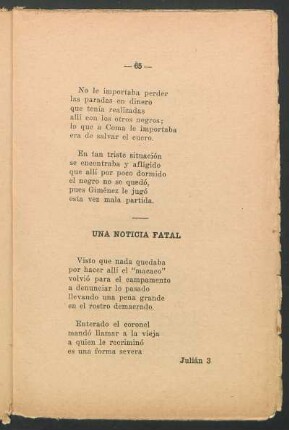 — 65 —
No le importaba perder
las paradas en dinero
que tenía realizadas
allí con los otros negros;
lo que a Coma le importaba
era de salvar el cuero.
En tan triste situación
se encontraba y afligido
que allí por poco dormido
el negro no se quedó,
pues Giménez le jugó
esta vez mala partida.
UNA NOTICIA FATAL
Visto que nada quedaba
por hacer allí el "macaco"
volvió para el campamento
a denunciar lo pasado
llevando una pena grande
en el rostro demacrado.
Enterado el coronel
mandó llamar a la vieja
a quien le recriminó
es una forma severa
Julián 3